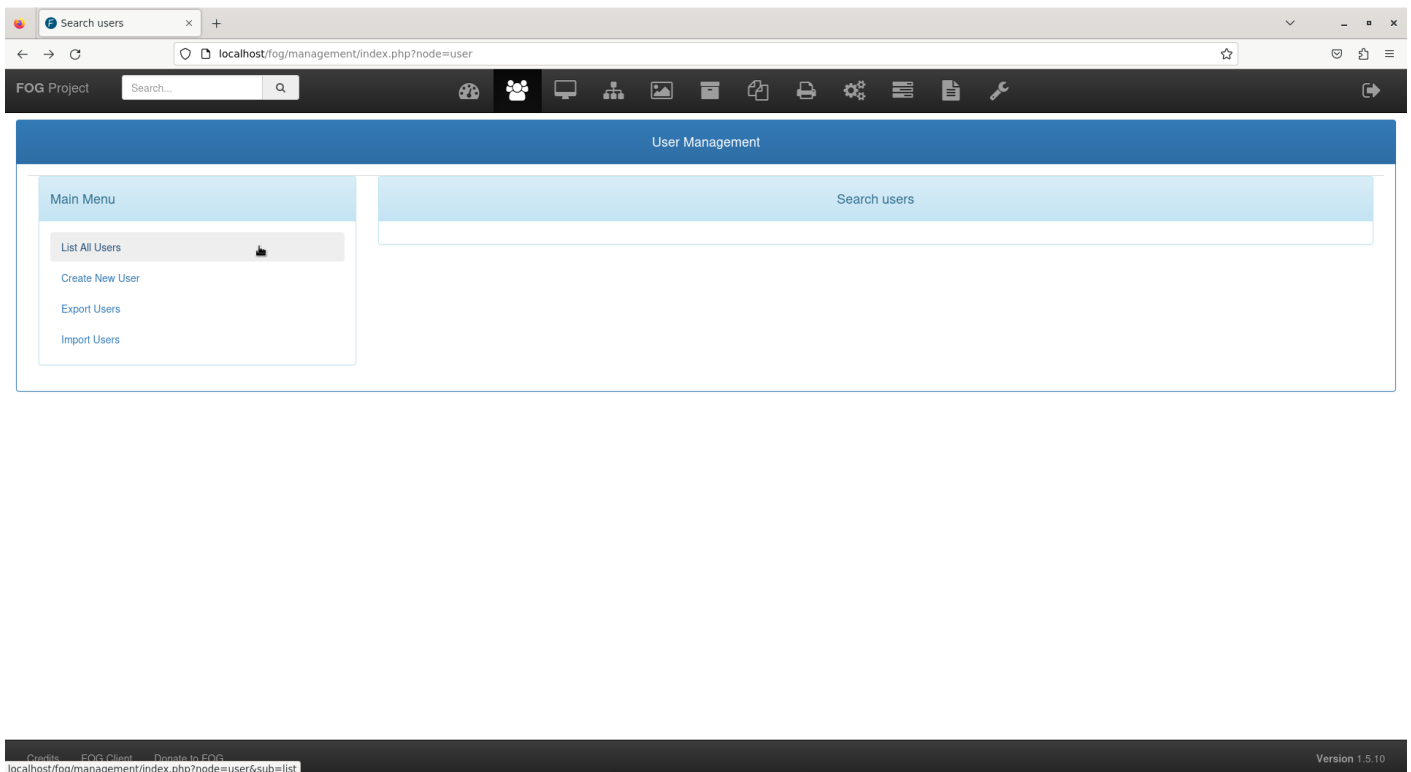 Search users
localhost/fog/management/index.php?node=user
FOG Project
Search...
User Management
Main Menu
Search users
List All Users
Create New User
Export Users
Import Users
Credits FOG Client Donate to FOG
Version 1.5.10
localhost/fog/management/index.php?node=user&sub=list